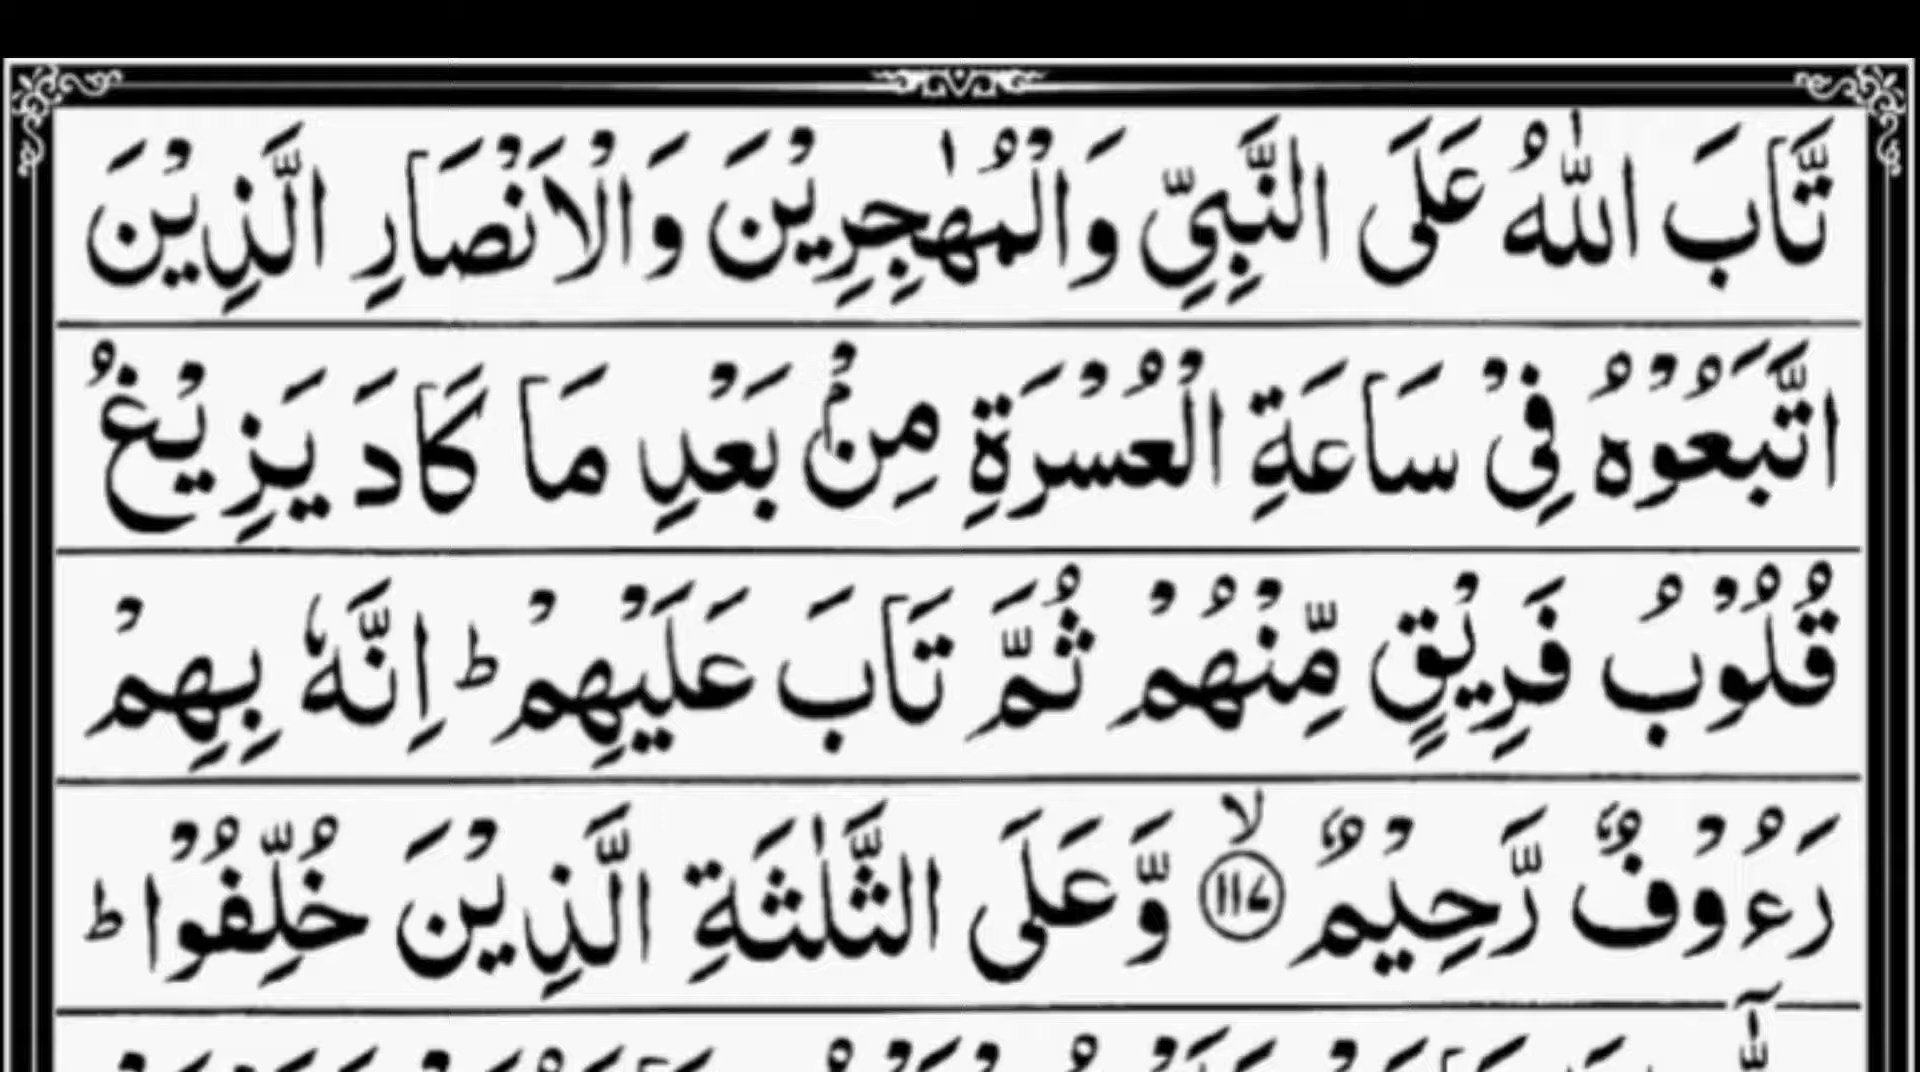 تَّابَ اللّٰهُ عَلَى النَّبِيِّ وَالْمُهٰجِرِيْنَ وَالْاَنْصَارِ الَّذِيْنَ
اتَّبَعُوْهُ فِىْ سَاعَةِ الْعُسْرَةِ مِنْۢ بَعْدِ مَا كَادَ يَزِيْغُ
قُلُوْبُ فَرِيْقٍ مِّنْهُمْ ثُمَّ تَابَ عَلَيْهِمْ ؕ اِنَّهٗ بِهِمْ
رَءُوْفٌ رَّحِيْمٌ ۙ‏﴿۱۱۷﴾ وَّعَلَى الثَّلٰثَةِ الَّذِيْنَ خُلِّفُوْا ؕ